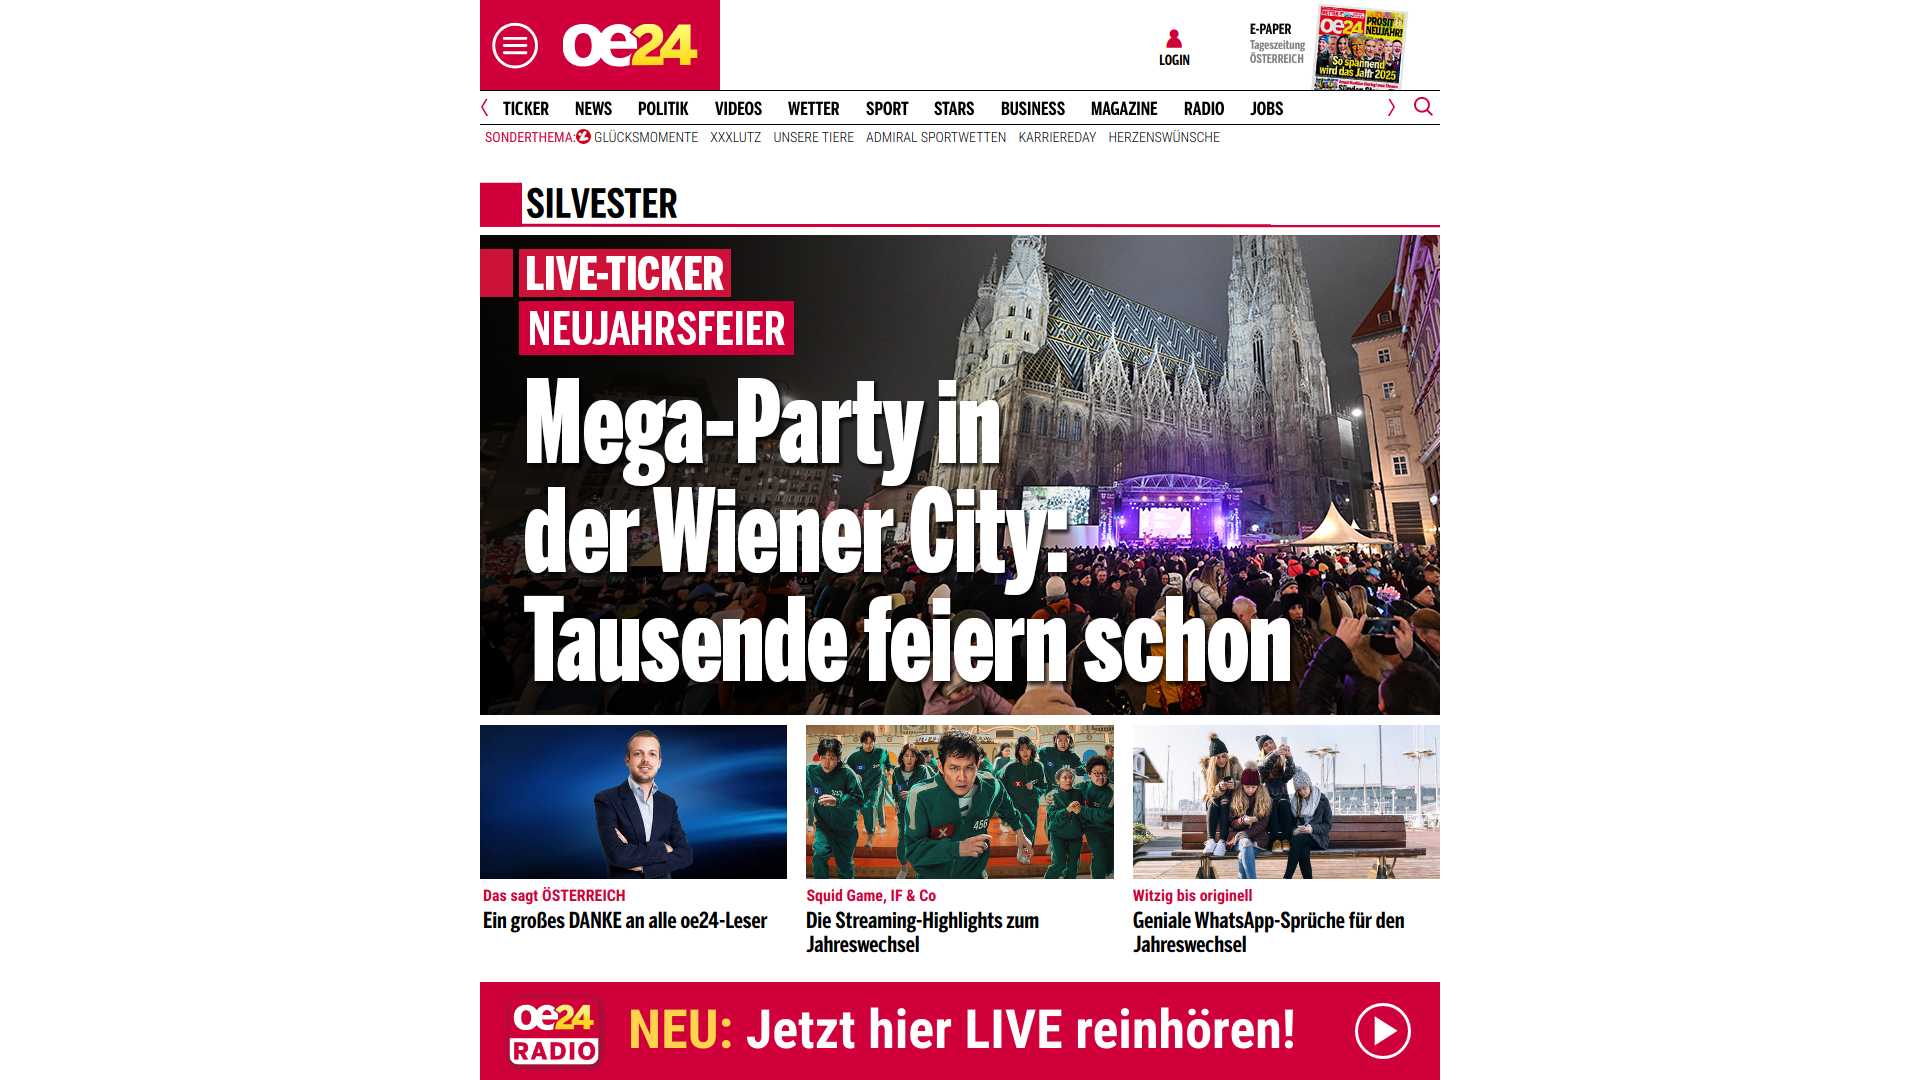 oe24
LOGIN
E-PAPER
Tageszeitung
ÖSTERREICH
oe24
PROSIT
NEUJAHR!
So spannend
wird das Jahr 2025
TICKER NEWS POLITIK VIDEOS WETTER SPORT STARS BUSINESS MAGAZINE RADIO JOBS
SONDERTHEMA: GLÜCKSMOMENTE XXXLUTZ UNSERE TIERE ADMIRAL SPORTWETTEN KARRIEREDAY HERZENSWÜNSCHE
SILVESTER
LIVE-TICKER
NEUJAHRSFEIER
Mega-Party in
der Wiener City:
Tausende feiern schon
456
Das sagt ÖSTERREICH
Ein großes DANKE an alle oe24-Leser
Squid Game, IF & Co
Die Streaming-Highlights zum
Jahreswechsel
Witzig bis originell
Geniale WhatsApp-Sprüche für den
Jahreswechsel
oe24
RADIO
NEU: Jetzt hier LIVE reinhören!